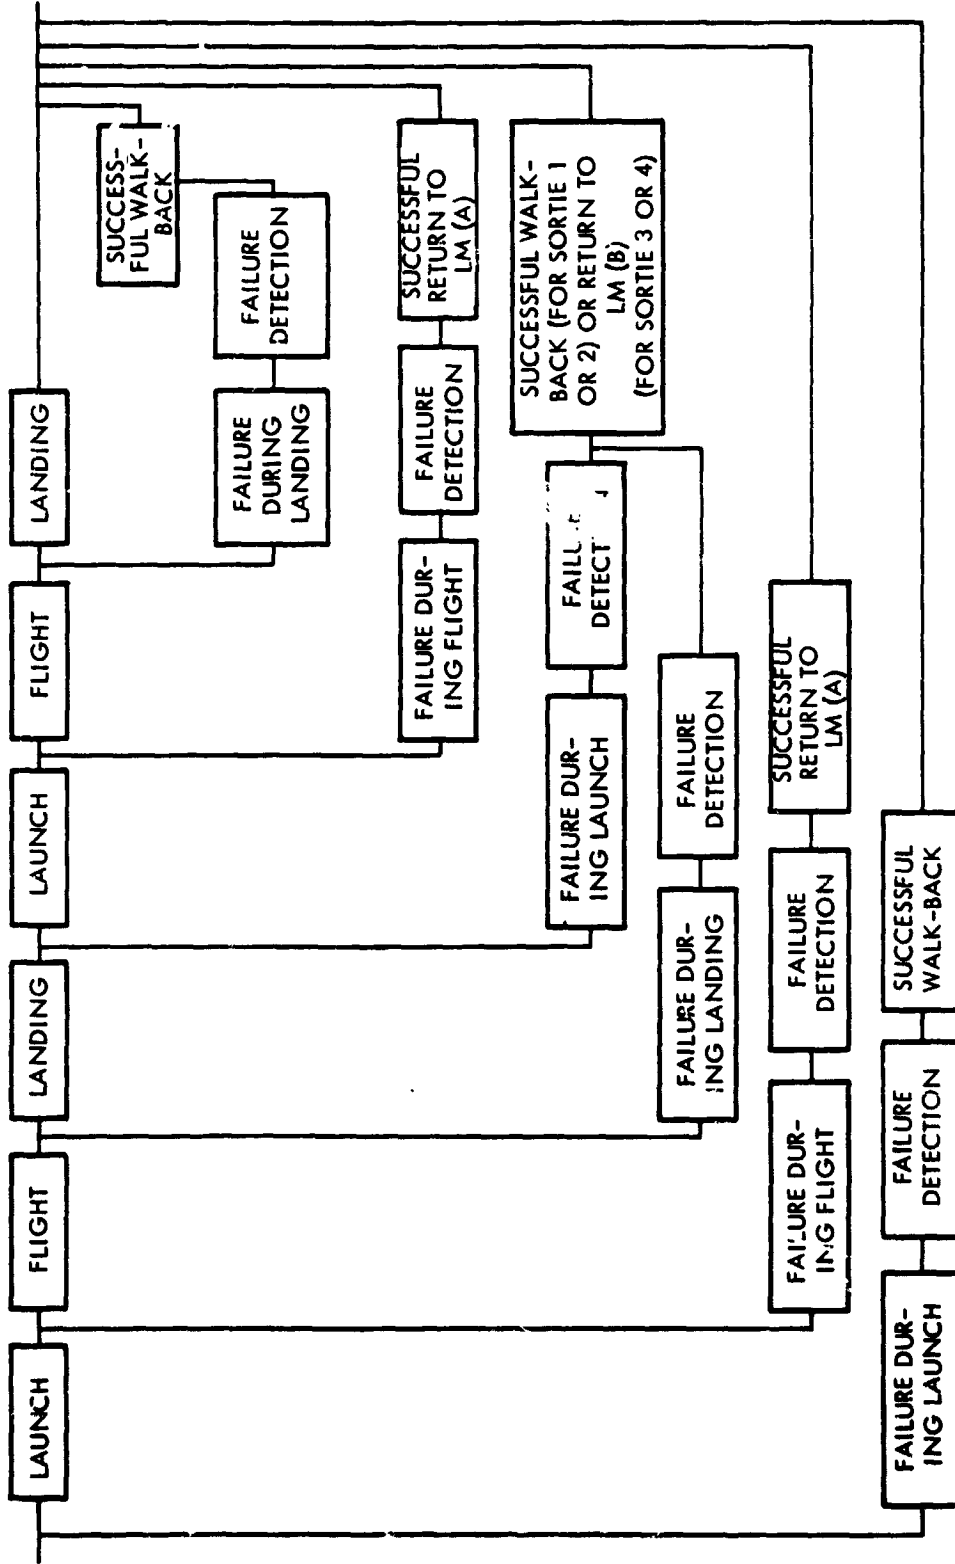 LAUNCH
FLIGHT
LANDING
LAUNCH
FLIGHT
LANDING
SUCCESS-
FUL WALK-
BACK
FAILURE
DURING
LANDING
FAILURE
DETECTION
FAILURE DUR-
ING FLIGHT
FAILURE
DETECTION
SUCCESSFUL
RETURN TO
LM (A)
FAILURE DUR-
ING LAUNCH
SUCCESSFUL WALK-
BACK (FOR SORTIE 1
OR 2) OR RETURN TO
LM (B)
(FOR SORTIE 3 OR 4)
FAILURE DUR-
ING LANDING
FAILURE
DETECTION
FAILURE DUR-
ING FLIGHT
FAILURE
DETECTION
SUCCESSFUL
RETURN TO
LM (A)
FAILURE DUR-
ING LAUNCH
FAILURE
DETECTION
SUCCESSFUL
WALK-BACK